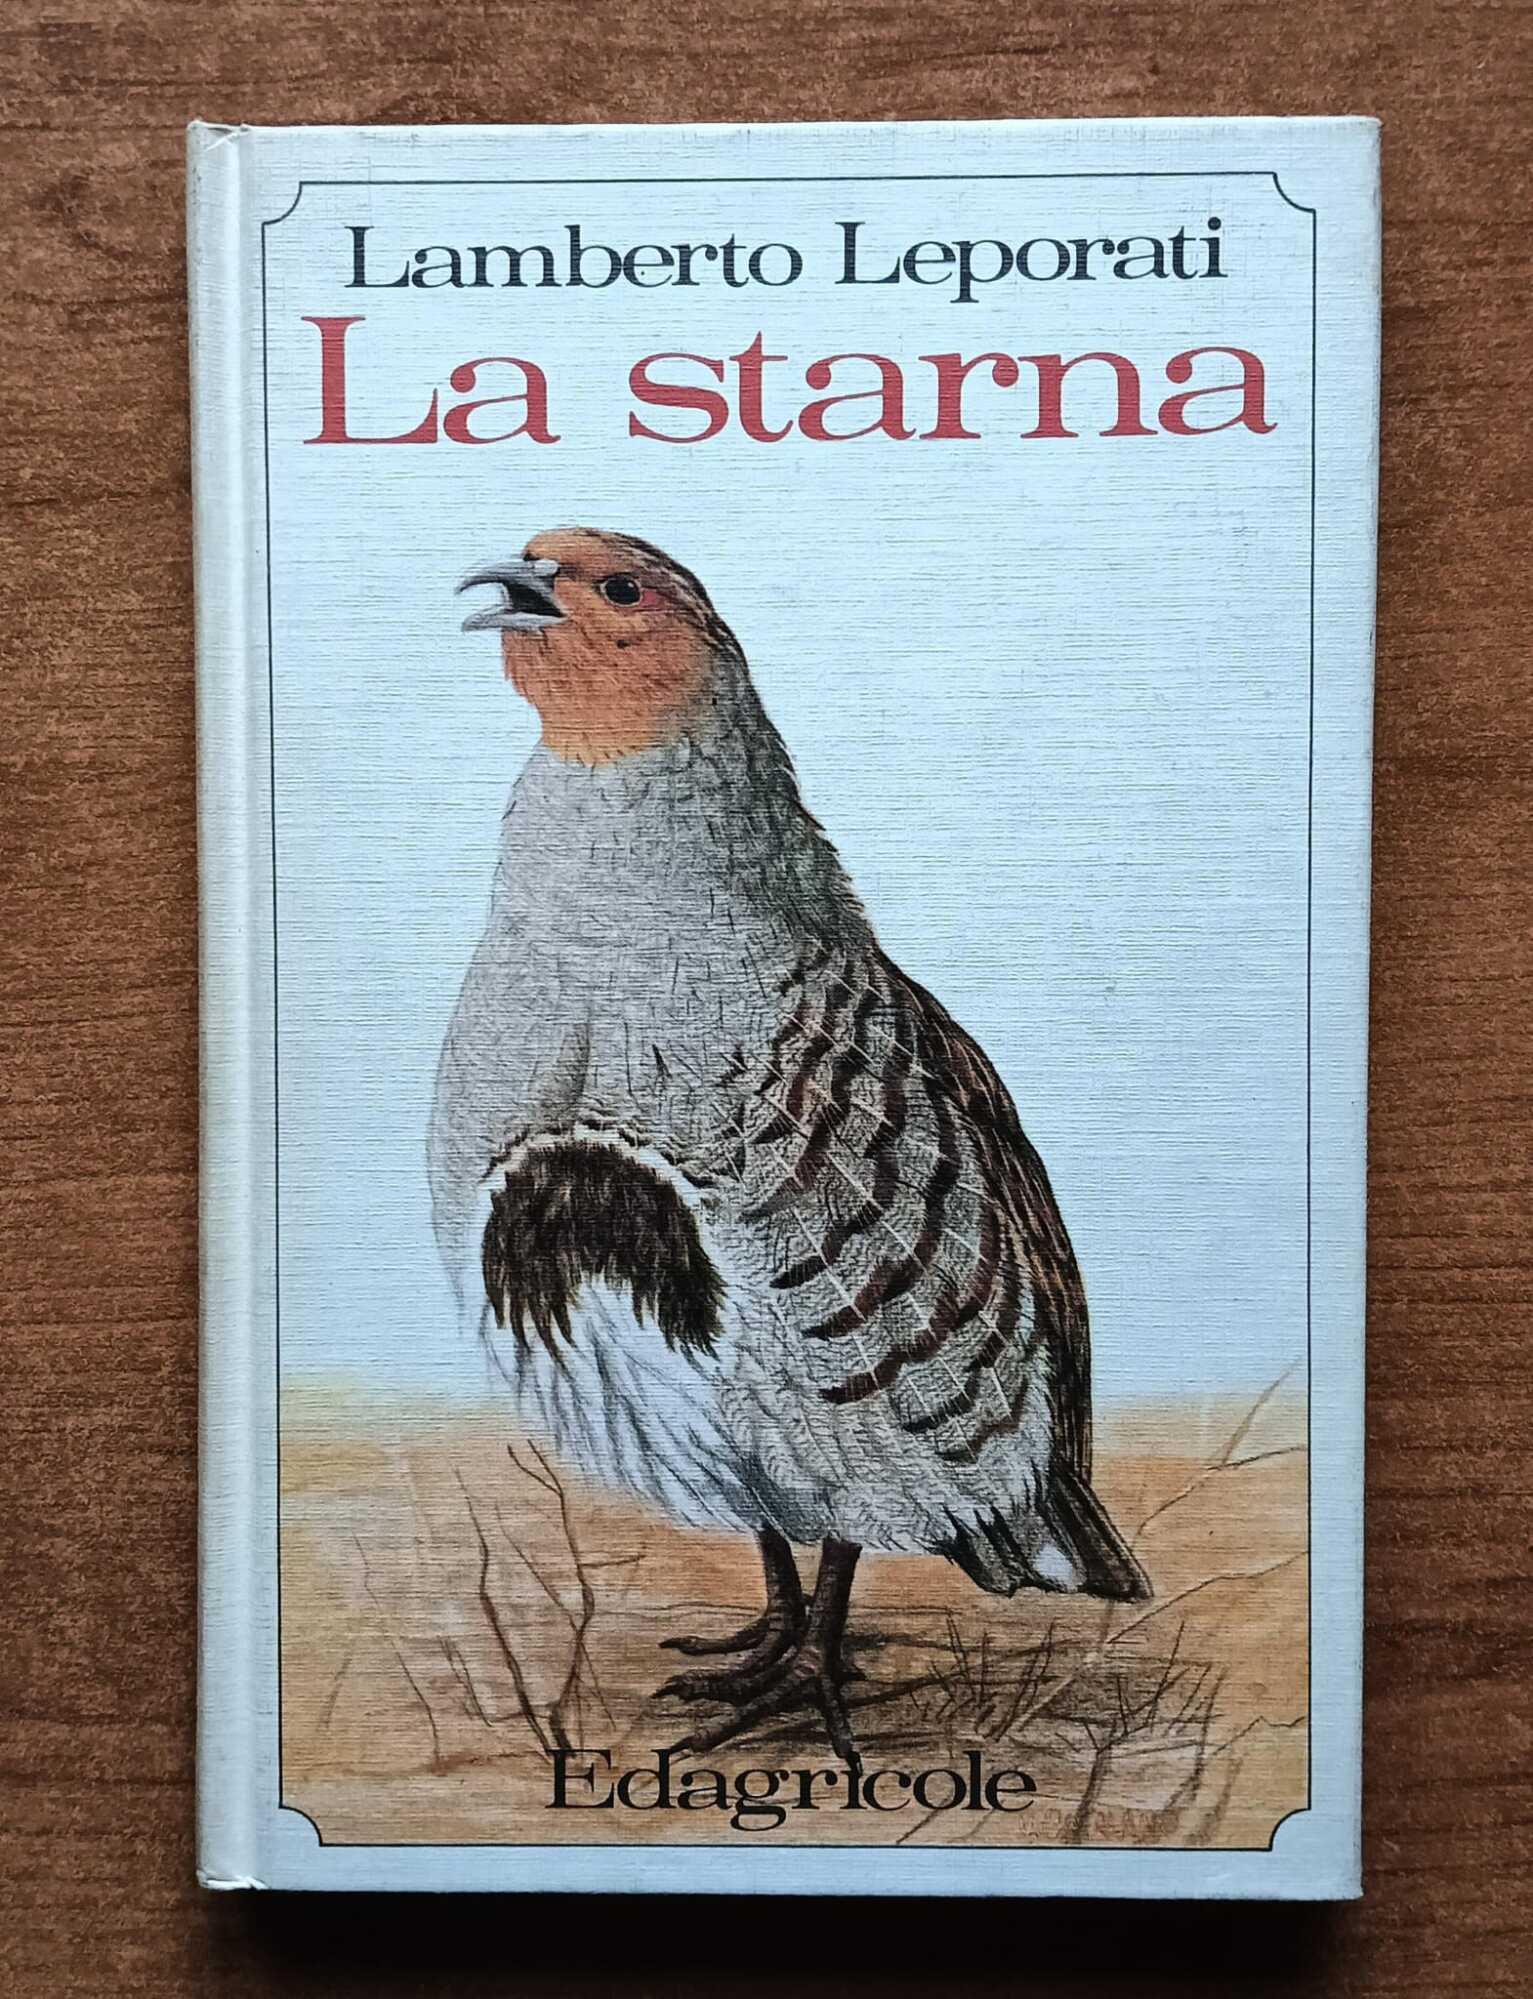 Lamberto Leporati
La starna
Edagricole